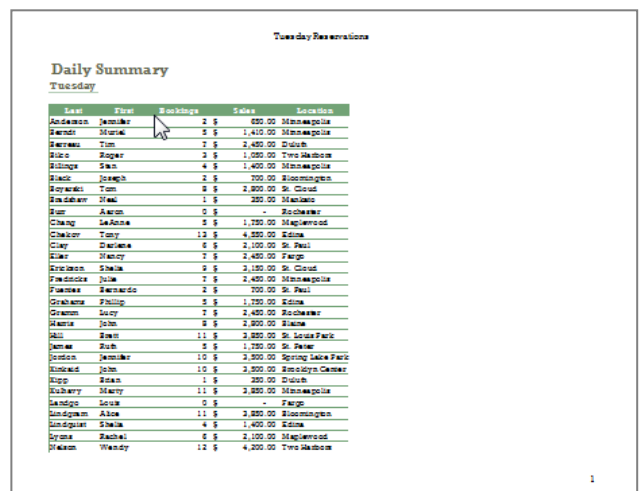 Tuesday Reservations
Daily Summary
Tuesday
Last First Bookings Sales Location
Anderson Jennifer 2 $ 650.00 Minneapolis
Berndt Muriel 5 $ 1,410.00 Minneapolis
Berreau Tim 7 $ 2,450.00 Duluth
Biko Roger 3 $ 1,050.00 Two Harbors
Billings Stan 4 $ 1,400.00 Minneapolis
Black Joseph 2 $ 700.00 Bloomington
Boyarski Tom 8 $ 2,800.00 St. Cloud
Bradshaw Neal 1 $ 350.00 Mankato
Burr Aaron 0 $ - Rochester
Chang LeAnne 5 $ 1,750.00 Maplewood
Chekov Tony 13 $ 4,550.00 Edina
Clay Darlene 6 $ 2,100.00 St. Paul
Eller Nancy 7 $ 2,450.00 Fargo
Erickson Shelia 9 $ 3,150.00 St. Cloud
Fredricks Julie 7 $ 2,450.00 Minneapolis
Fuentes Bernardo 2 $ 700.00 St. Paul
Grahams Phillip 5 $ 1,750.00 Edina
Gramm Lucy 7 $ 2,450.00 Rochester
Harris John 8 $ 2,800.00 Blaine
Hill Brett 11 $ 3,850.00 St. Louis Park
James Ruth 5 $ 1,750.00 St. Peter
Jordon Jennifer 10 $ 3,500.00 Spring Lake Park
Kinkaid John 10 $ 3,500.00 Brooklyn Center
Kipp Brian 1 $ 350.00 Duluth
Kulhavy Marty 11 $ 3,850.00 Minneapolis
Landgo Louis 0 $ - Fargo
Lindgram Alice 11 $ 3,850.00 Bloomington
Lindquist Shelia 4 $ 1,400.00 Edina
Lyons Rachel 6 $ 2,100.00 Maplewood
Nelson Wendy 12 $ 4,200.00 Two Harbors
1